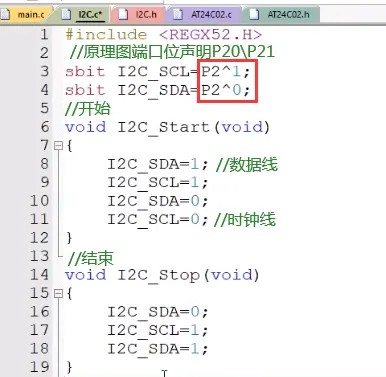 main.c I2C.c* I2C.h AT24C02.c AT24C02.h
1 #include <REGX52.H>
2 //原理图端口位声明P20\P21
3 sbit I2C_SCL=P2^1;
4 sbit I2C_SDA=P2^0;
5 //开始
6 void I2C_Start(void)
7 {
8 I2C_SDA=1; //数据线
9 I2C_SCL=1;
10 I2C_SDA=0;
11 I2C_SCL=0; //时钟线
12 }
13 //结束
14 void I2C_Stop(void)
15 {
16 I2C_SDA=0;
17 I2C_SCL=1;
18 I2C_SDA=1;
19 }